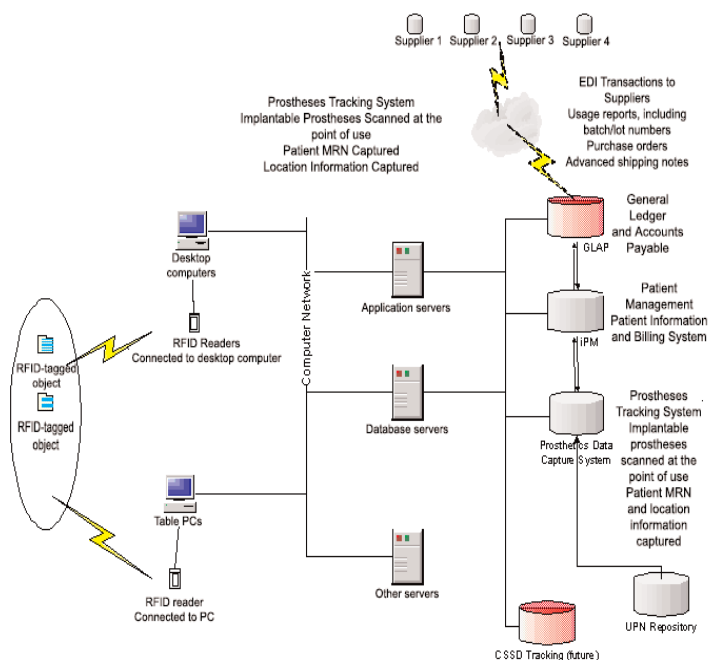 Supplier 1
Supplier 2
Supplier 3
Supplier 4
EDI Transactions to
Suppliers
Usage reports, including
batch/lot numbers
Purchase orders
Advanced shipping notes
Prostheses Tracking System
Implantable Prostheses Scanned at the
point of use
Patient MRN Captured
Location Information Captured
General
Ledger
and Accounts
Payable
GLAP
Desktop
computers
Computer Network
Application servers
Patient
Management
Patient Information
and Billing System
iPM
RFID Readers
Connected to desktop computer
RFID-tagged
object
RFID-tagged
object
Database servers
Prosthetics Data
Capture System
Prostheses
Tracking System
Implantable
prostheses
scanned at the
point of use
Patient MRN
and location
information
captured
Table PCs
RFID reader
Connected to PC
Other servers
UPN Repository
CSSD Tracking (future)